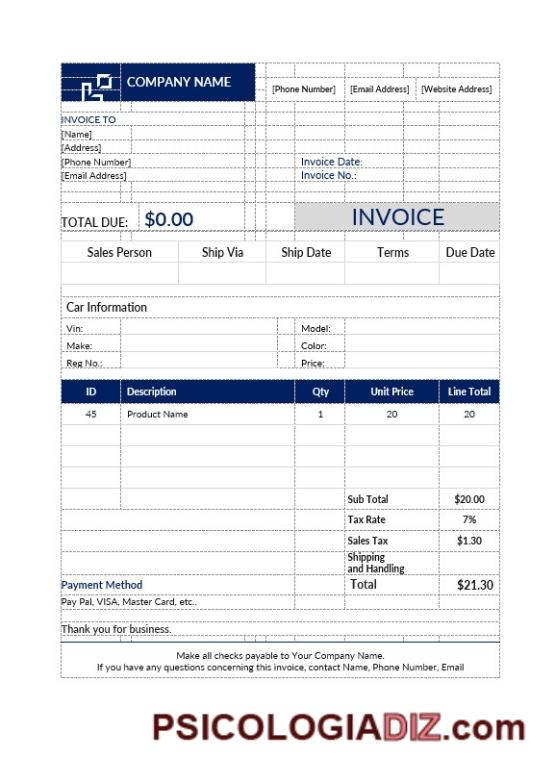 COMPANY NAME
[Phone Number] [Email Address] [Website Address]
INVOICE TO
[Name]
[Address]
[Phone Number] Invoice Date:
[Email Address] Invoice No.:
TOTAL DUE: $0.00 INVOICE
Sales Person Ship Via Ship Date Terms Due Date
Car Information
Vin: Model:
Make: Color:
Reg No.: Price:
ID Description Qty Unit Price Line Total
45 Product Name 1 20 20
Sub Total $20.00
Tax Rate 7%
Sales Tax $1.30
Shipping
and Handling
Payment Method Total $21.30
Pay Pal, VISA, Master Card, etc..
Thank you for business.
Make all checks payable to Your Company Name.
If you have any questions concerning this invoice, contact Name, Phone Number, Email
PSICOLOGIADIZ.com